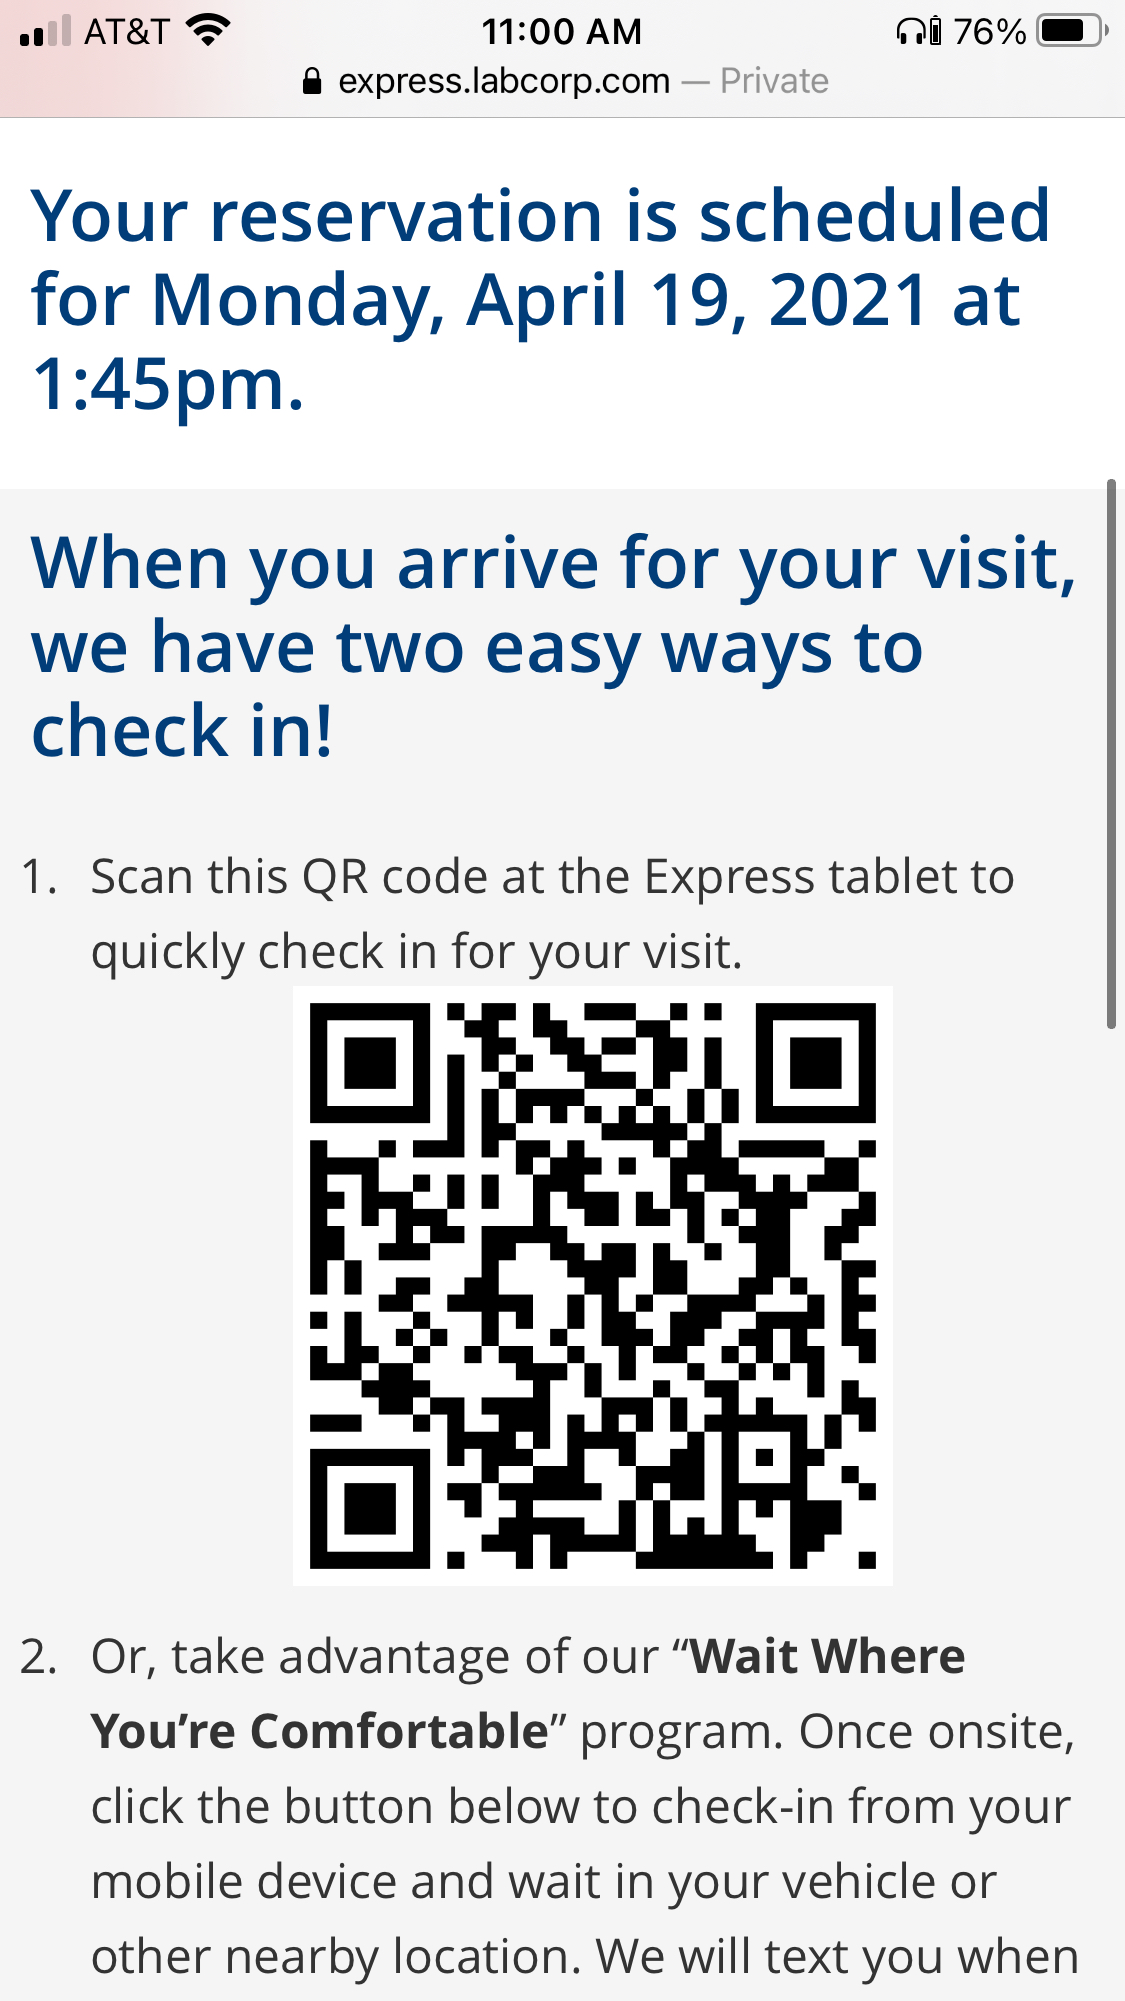 AT&T 11:00 AM 76%
express.labcorp.com — Private
Your reservation is scheduled
for Monday, April 19, 2021 at
1:45pm.
When you arrive for your visit,
we have two easy ways to
check in!
1. Scan this QR code at the Express tablet to
quickly check in for your visit.
2. Or, take advantage of our “Wait Where
You’re Comfortable” program. Once onsite,
click the button below to check-in from your
mobile device and wait in your vehicle or
other nearby location. We will text you when